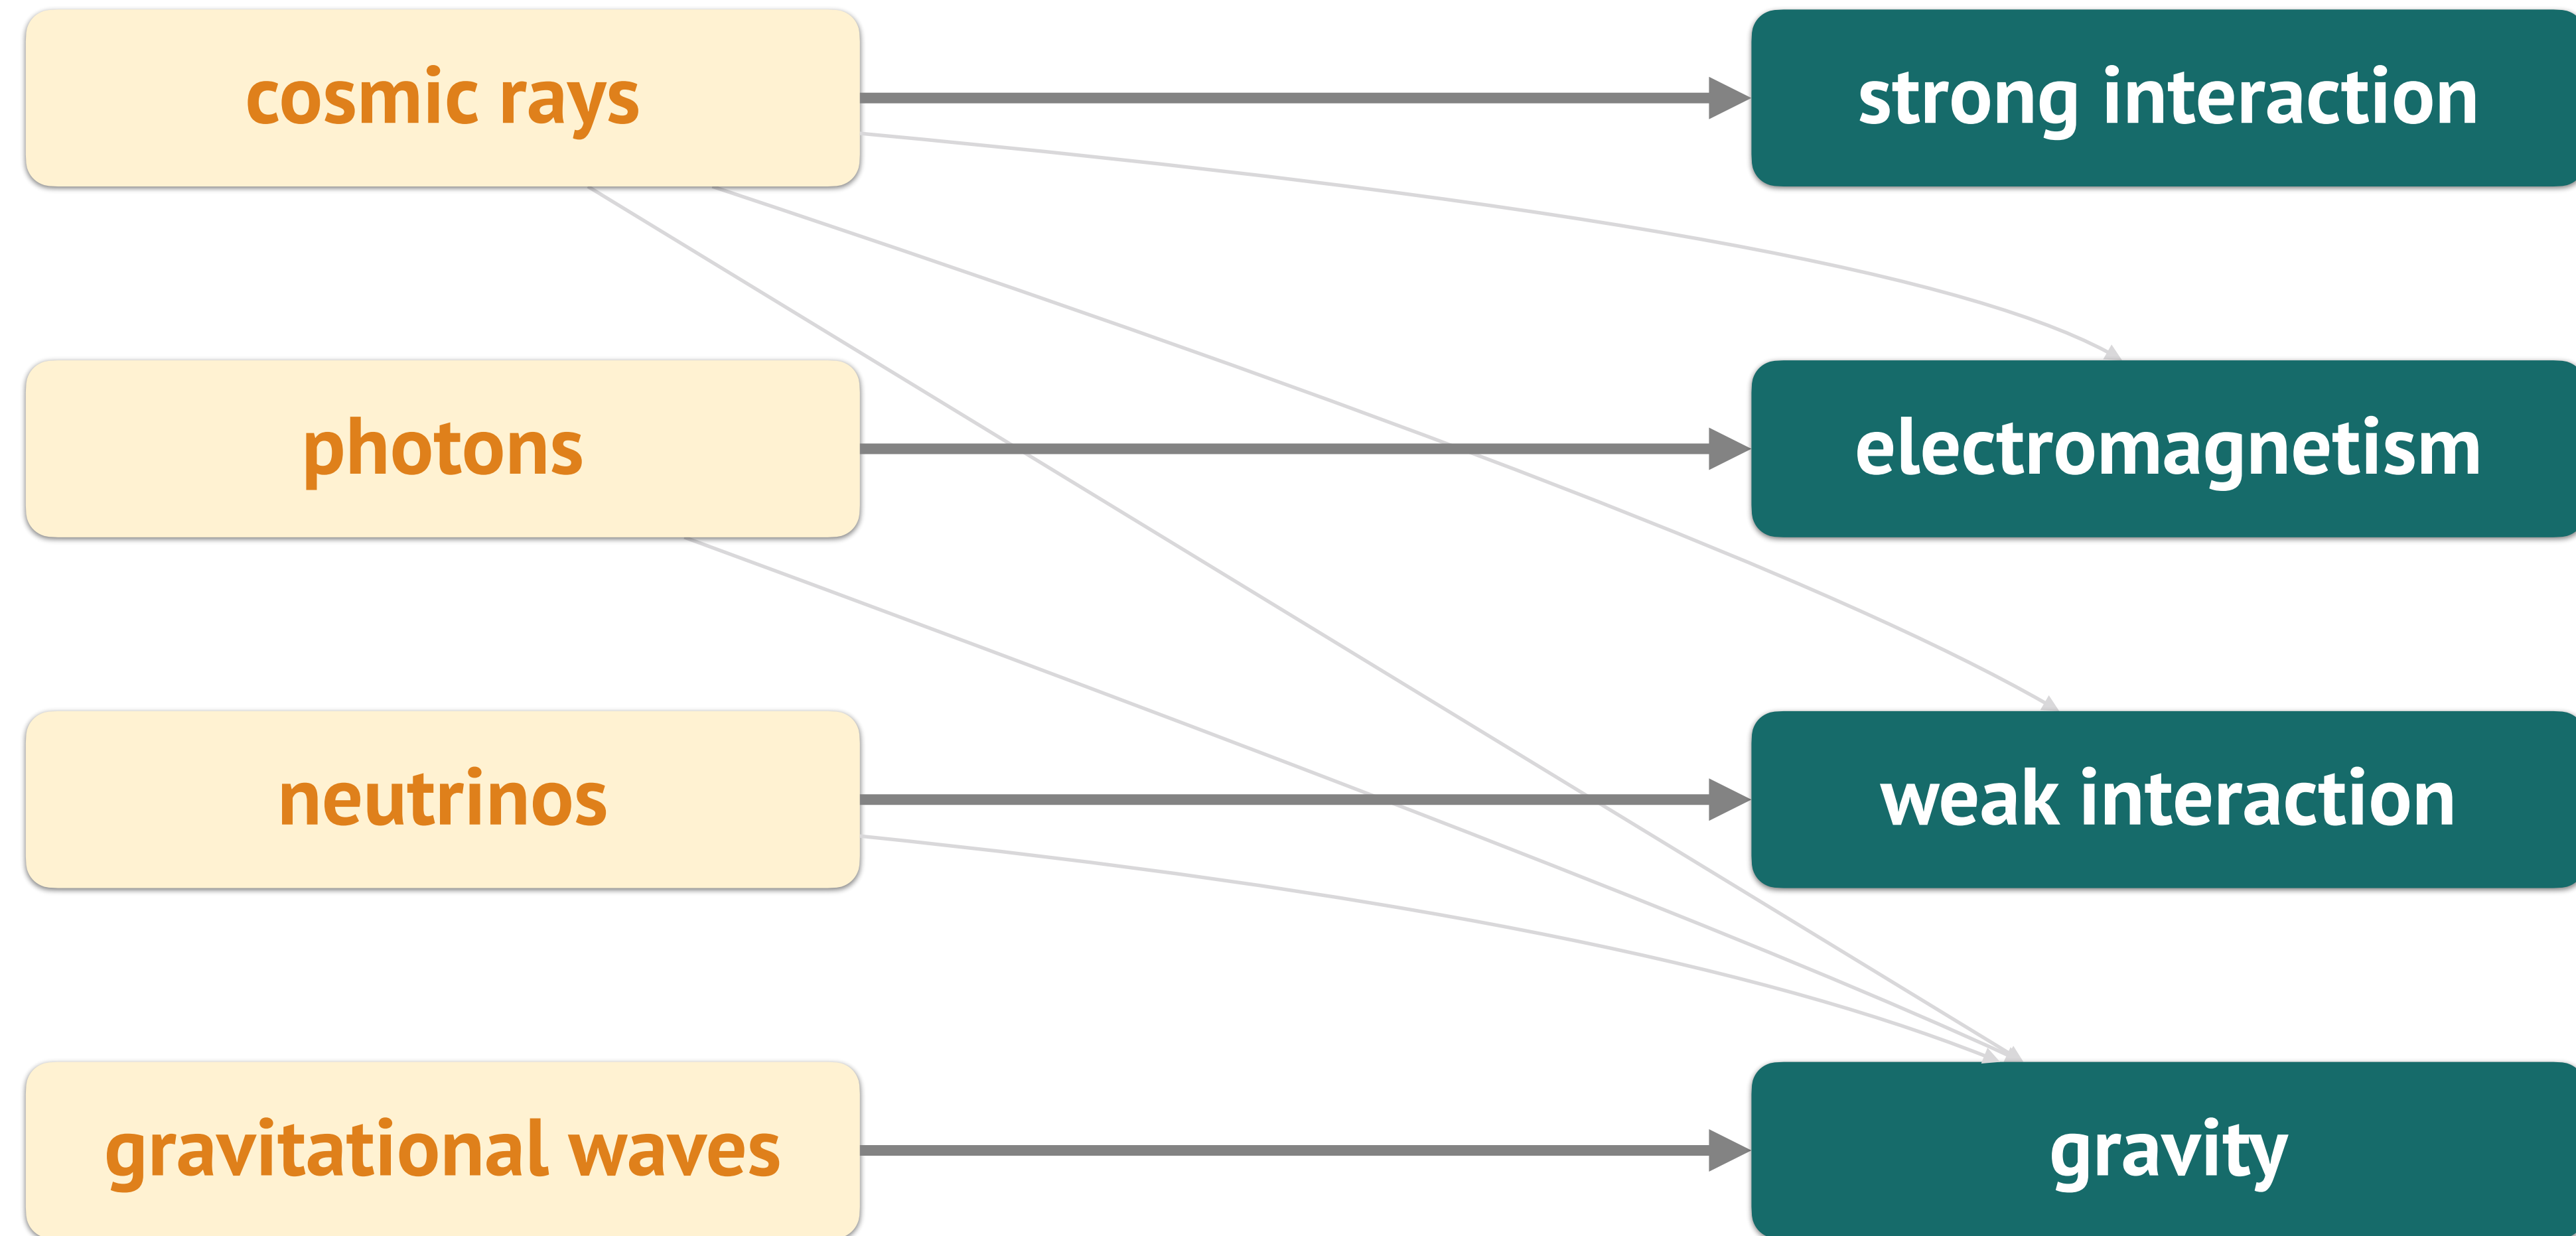 cosmic rays
strong interaction
photons
electromagnetism
neutrinos
weak interaction
gravitational waves
gravity